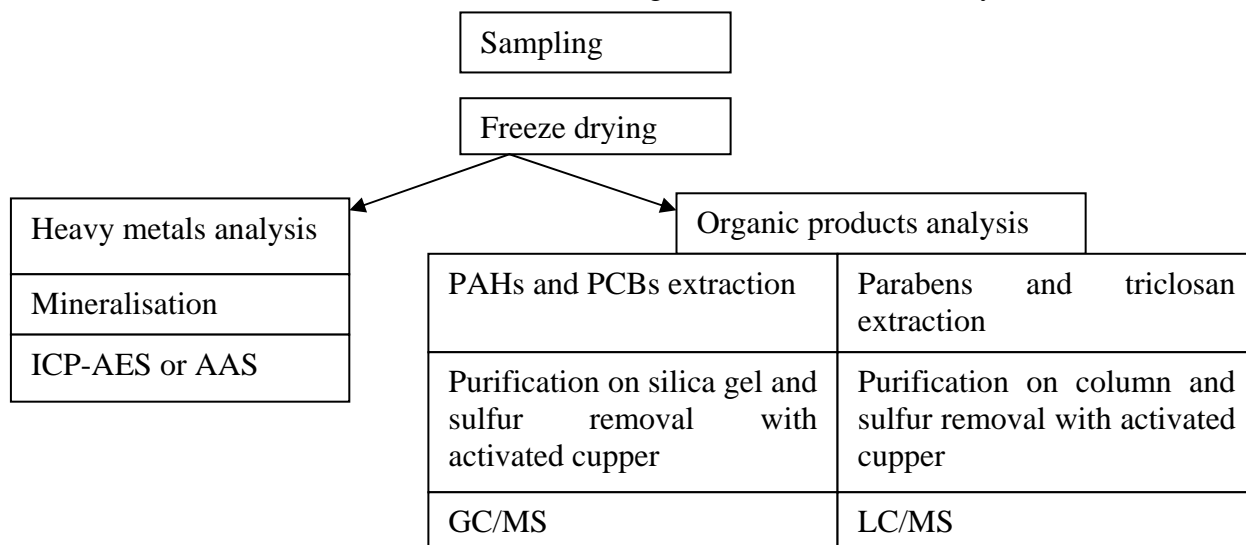 Sampling
Freeze drying
Heavy metals analysis
Mineralisation
ICP-AES or AAS
Organic products analysis
PAHs and PCBs extraction
Parabens and triclosan
extraction
Purification on silica gel and
sulfur removal with
activated cupper
Purification on column and
sulfur removal with activated
cupper
GC/MS
LC/MS